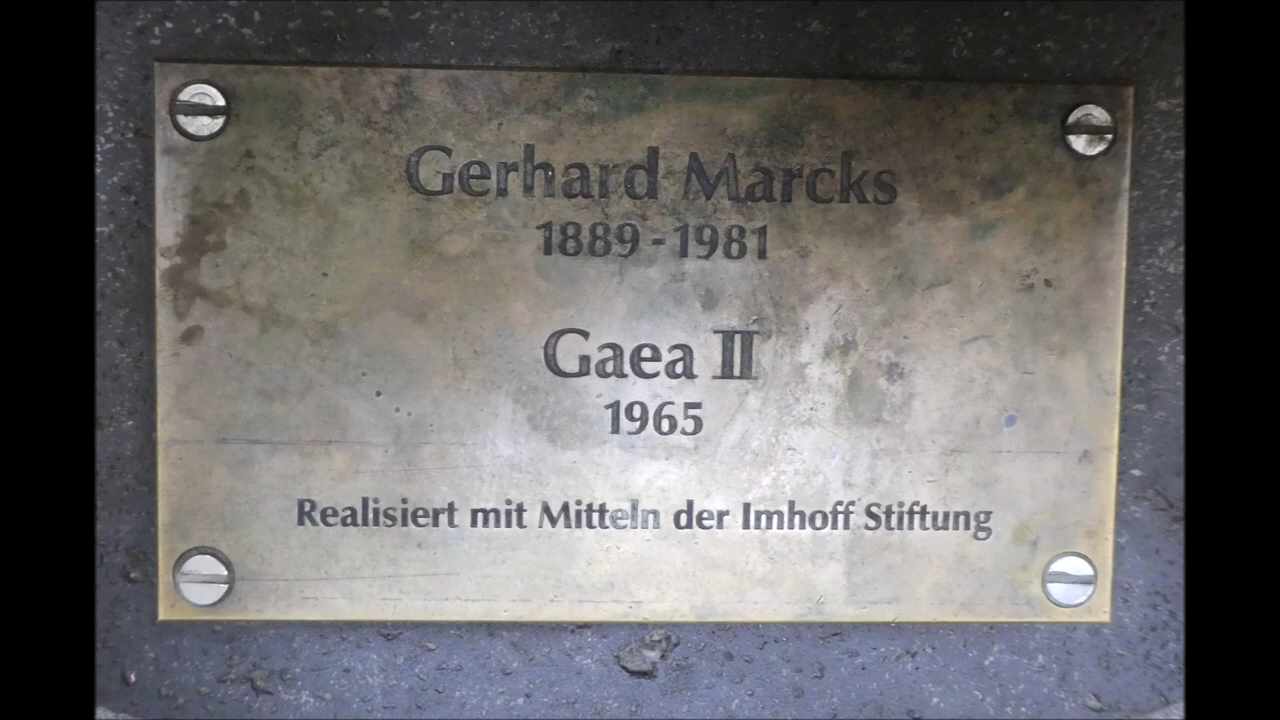 Gerhard Marcks
1889 - 1981
Gaea II
1965
Realisiert mit Mitteln der Imhoff Stiftung